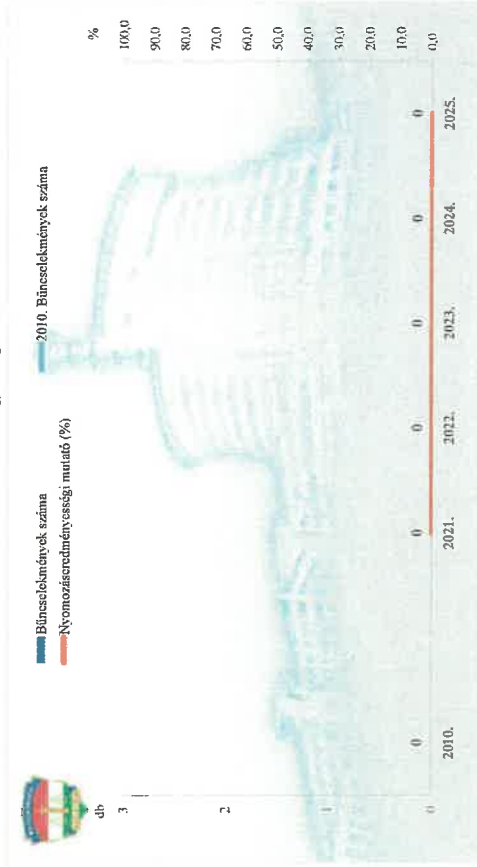 Bűncselekmények száma
2010. Bűncselekmények száma
Nyomozáseredményességi mutató (%)
db
%
3
2
1
0
100,0
90,0
80,0
70,0
60,0
50,0
40,0
30,0
20,0
10,0
0,0
0 0 0 0 0 0
2010. 2021. 2022. 2023. 2024. 2025.